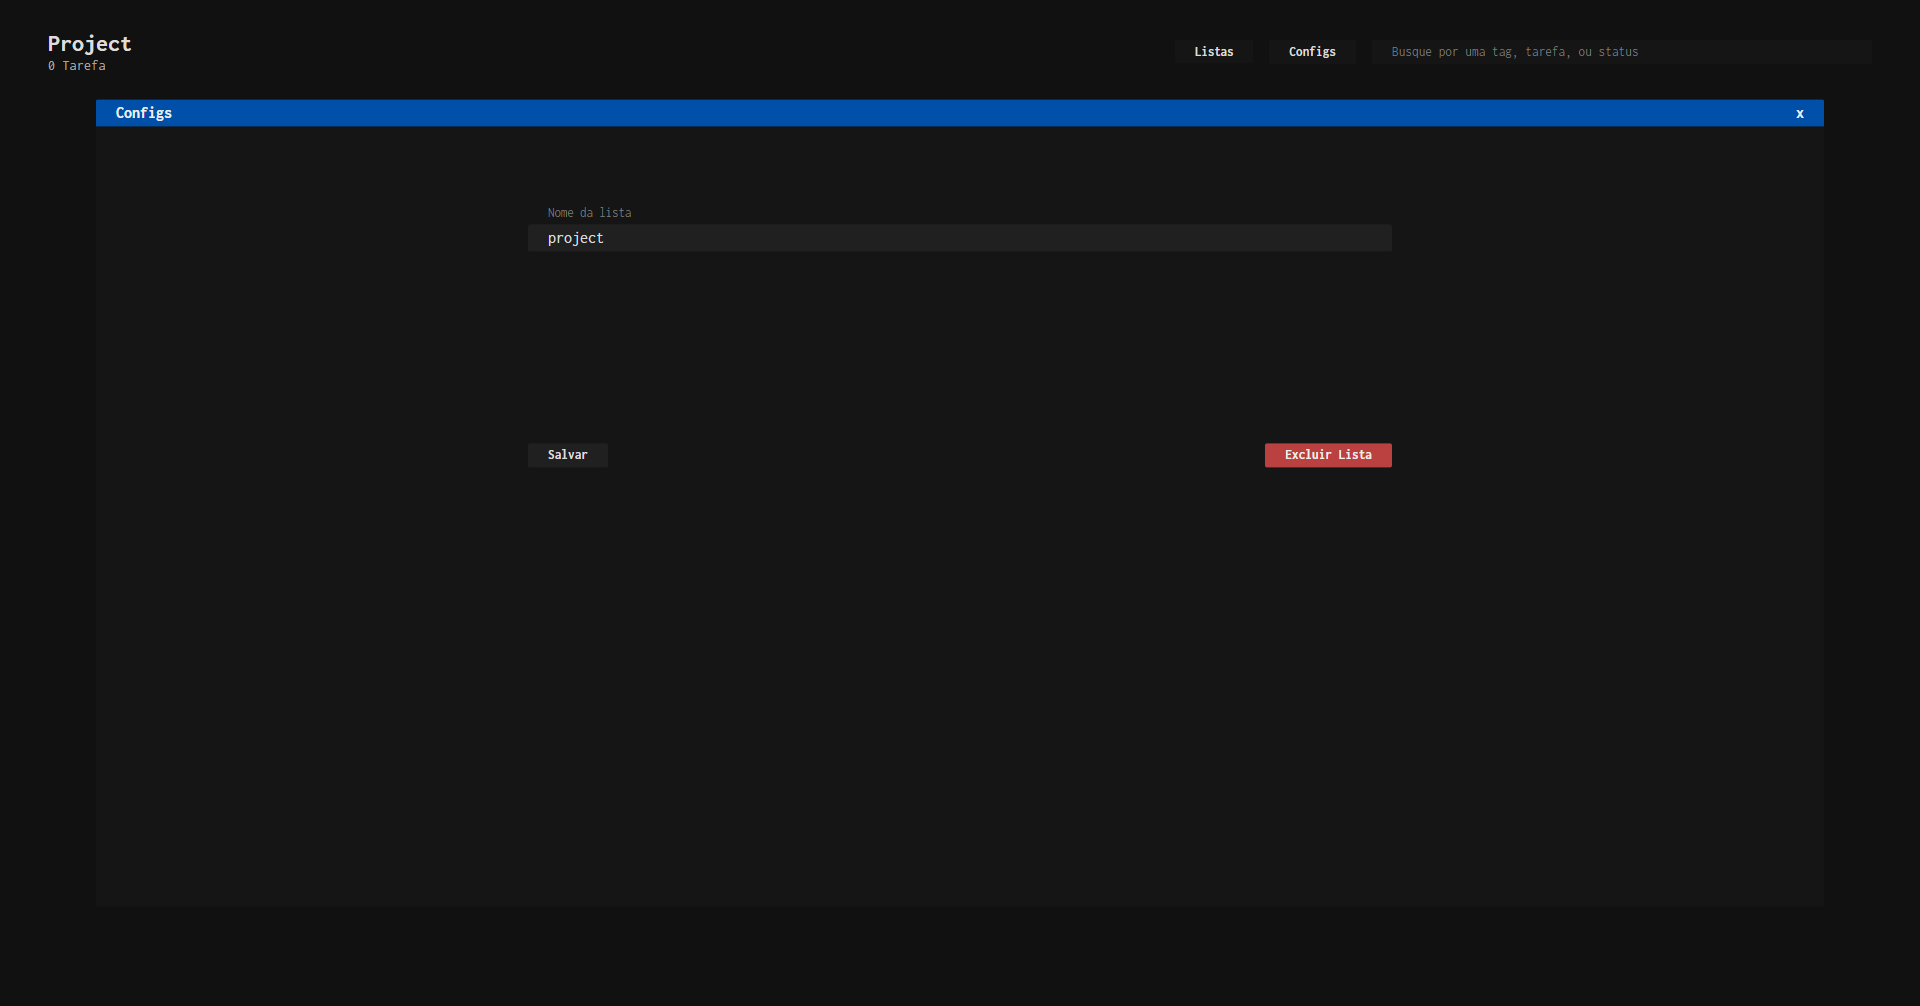 Project
0 Tarefa
Listas
Configs
Busque por uma tag, tarefa, ou status
Configs
x
Nome da lista
project
Salvar
Excluir Lista